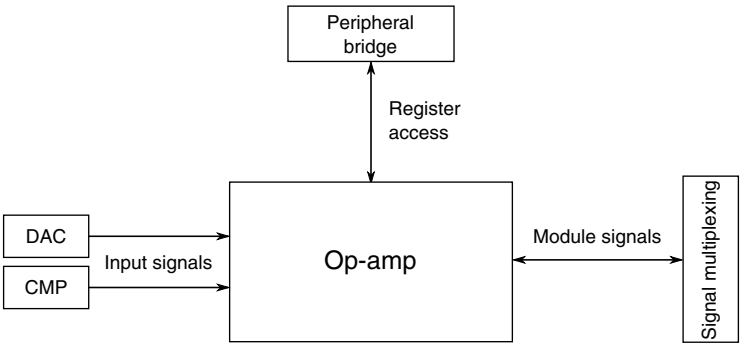 Peripheral
bridge
Register
access
DAC
CMP
Input signals
Op-amp
Module signals
Signal multiplexing